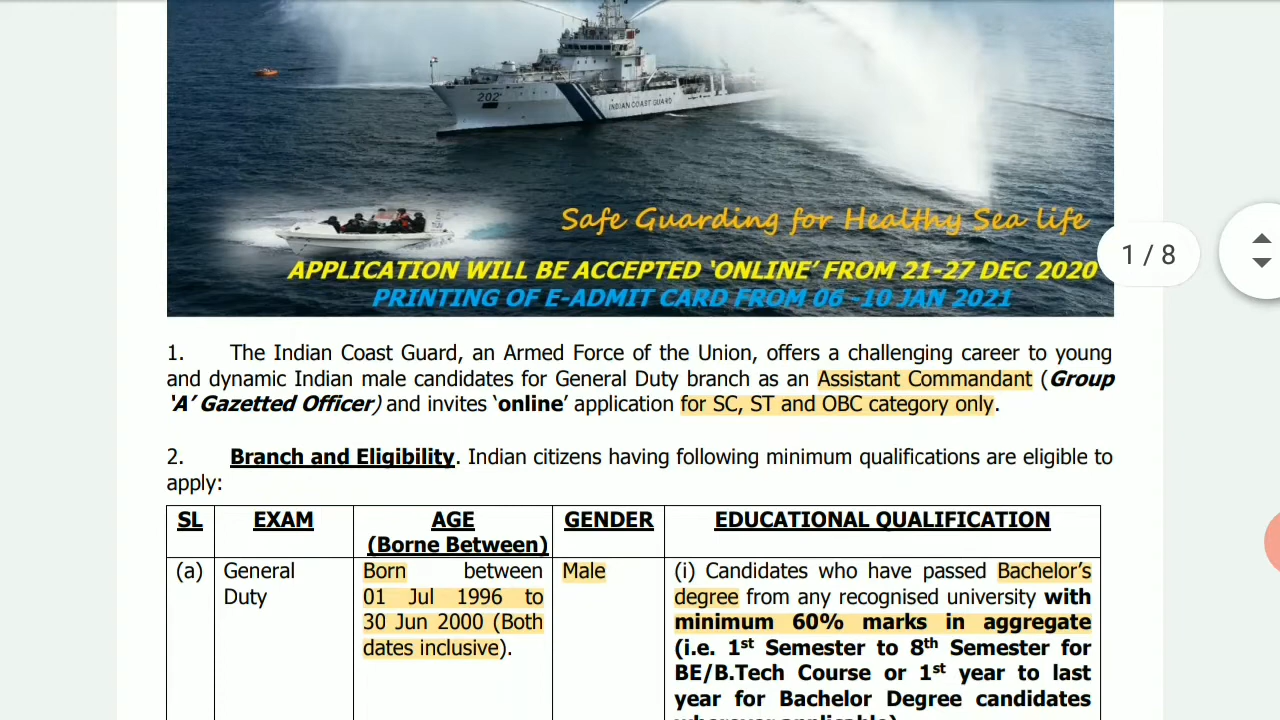 202
INDIAN COAST GUARD
Safe Guarding for Healthy Sea life
APPLICATION WILL BE ACCEPTED ‘ONLINE’ FROM 21-27 DEC 2020
PRINTING OF E-ADMIT CARD FROM 06 -10 JAN 2021
1 / 8
1. The Indian Coast Guard, an Armed Force of the Union, offers a challenging career to young
and dynamic Indian male candidates for General Duty branch as an Assistant Commandant (Group
‘A’ Gazetted Officer) and invites ‘online’ application for SC, ST and OBC category only.
2. Branch and Eligibility. Indian citizens having following minimum qualifications are eligible to
apply:
SL EXAM AGE GENDER EDUCATIONAL QUALIFICATION
(Borne Between)
(a) General Born between Male (i) Candidates who have passed Bachelor’s
Duty 01 Jul 1996 to degree from any recognised university with
30 Jun 2000 (Both minimum 60% marks in aggregate
dates inclusive). (i.e. 1st Semester to 8th Semester for
BE/B.Tech Course or 1st year to last
year for Bachelor Degree candidates